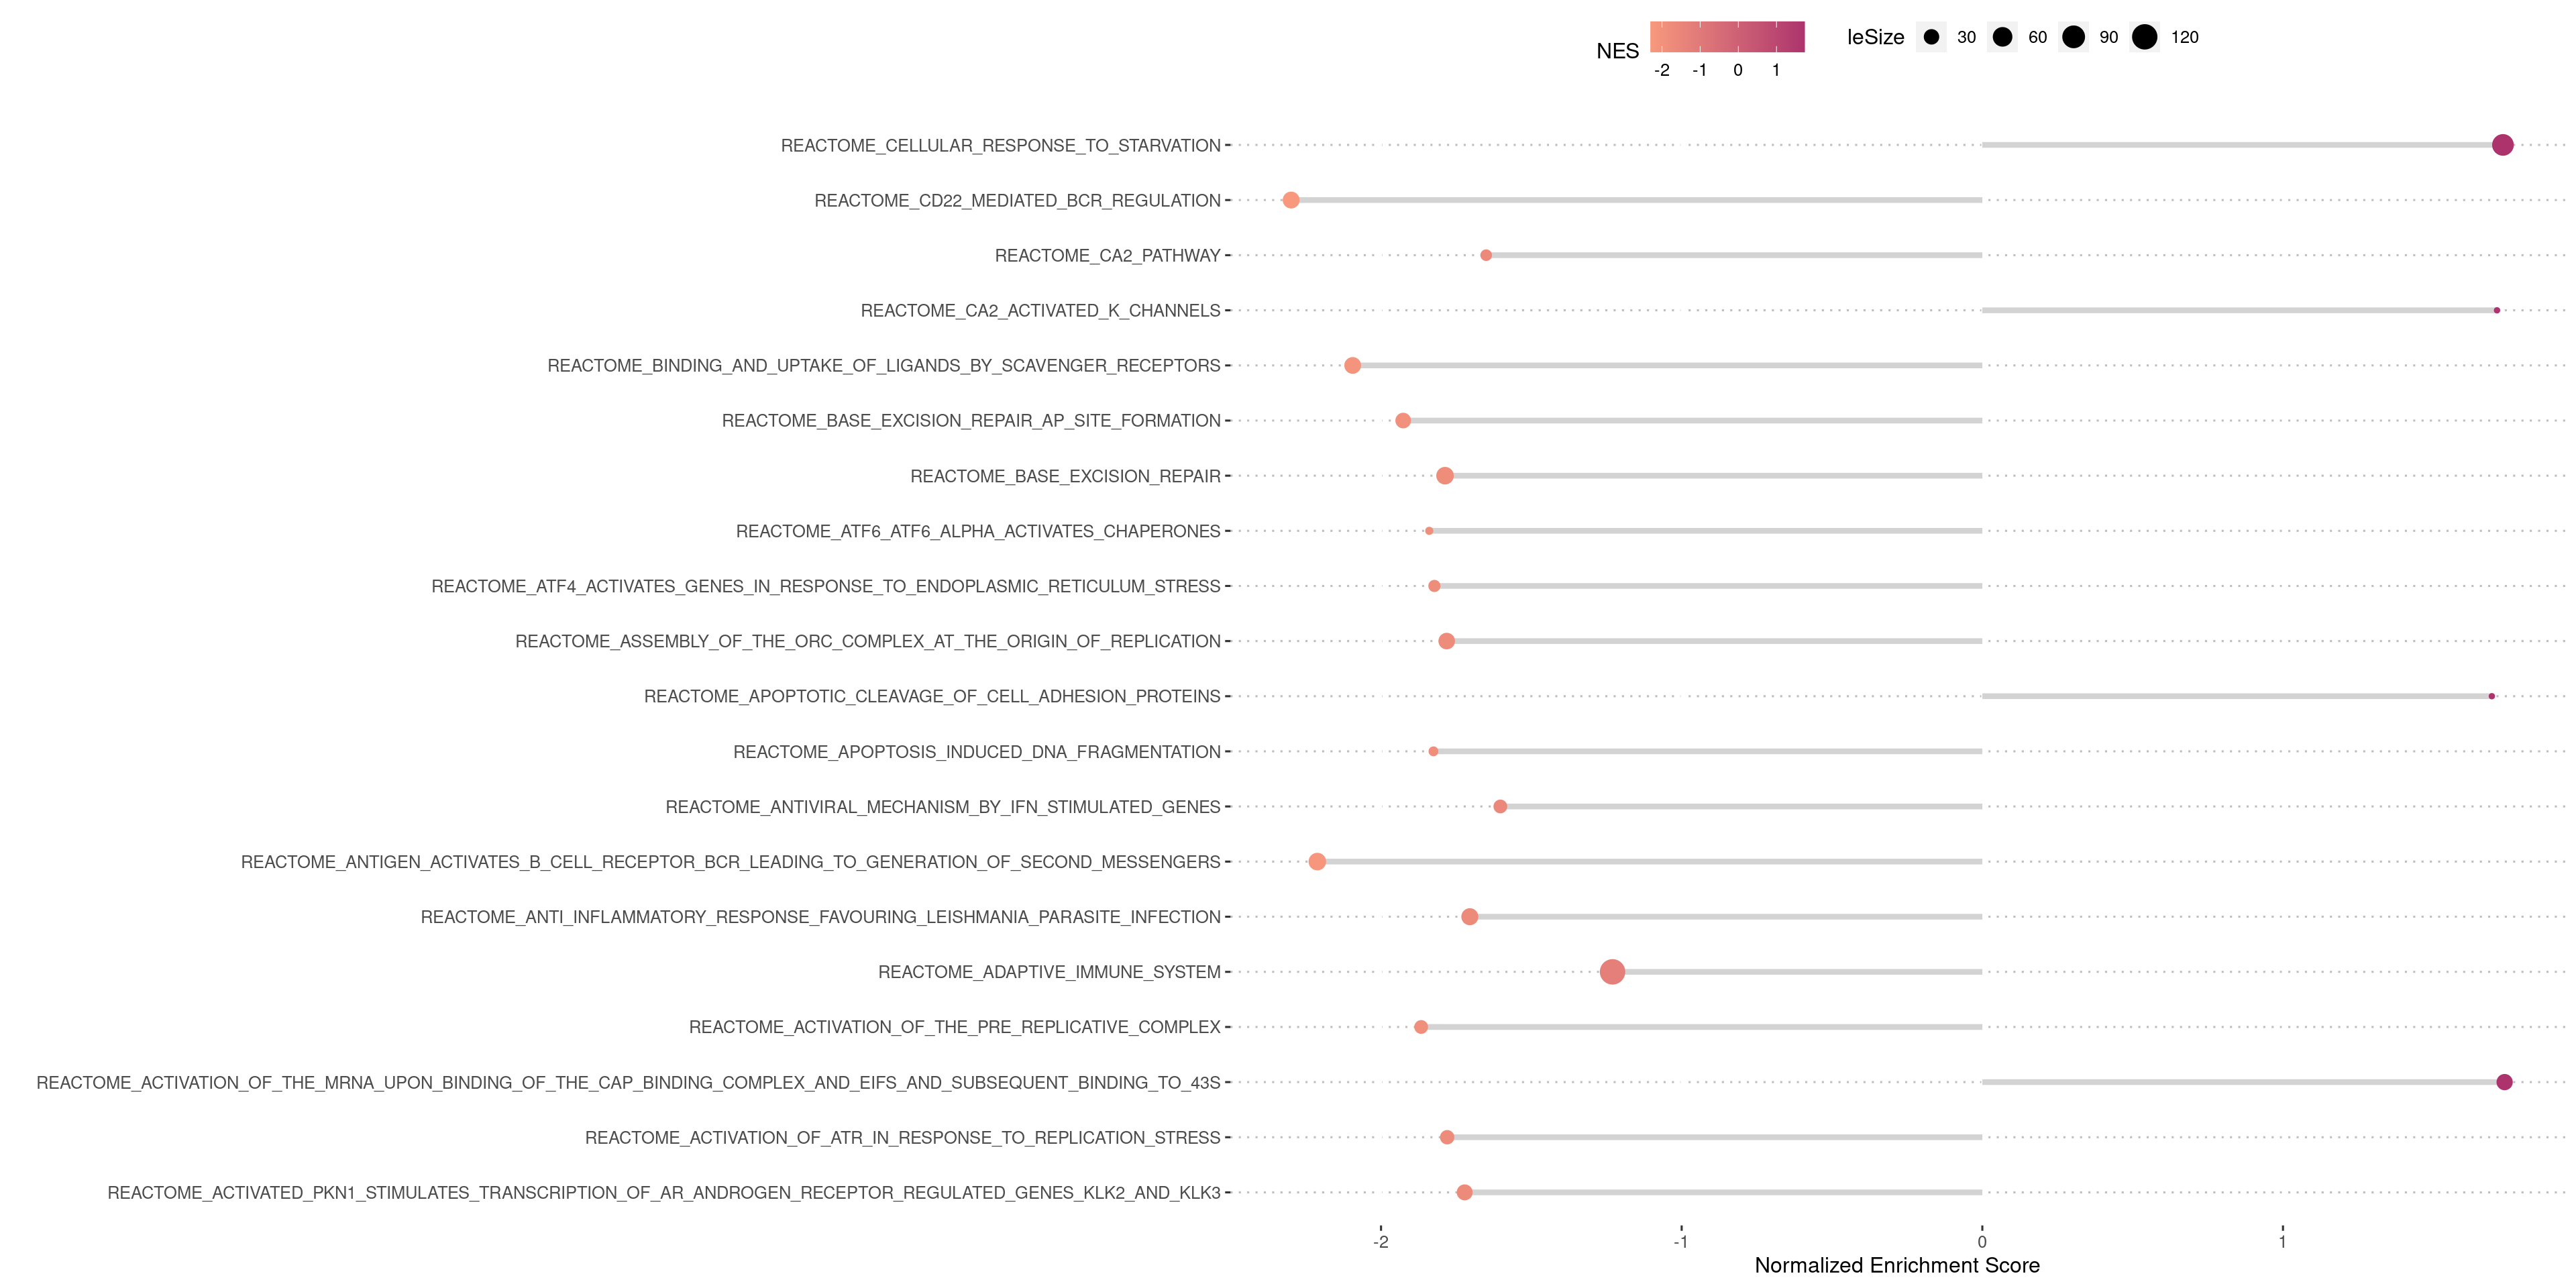 NES
-2 -1 0 1
leSize 30 60 90 120
REACTOME_CELLULAR_RESPONSE_TO_STARVATION
REACTOME_CD22_MEDIATED_BCR_REGULATION
REACTOME_CA2_PATHWAY
REACTOME_CA2_ACTIVATED_K_CHANNELS
REACTOME_BINDING_AND_UPTAKE_OF_LIGANDS_BY_SCAVENGER_RECEPTORS
REACTOME_BASE_EXCISION_REPAIR_AP_SITE_FORMATION
REACTOME_BASE_EXCISION_REPAIR
REACTOME_ATF6_ATF6_ALPHA_ACTIVATES_CHAPERONES
REACTOME_ATF4_ACTIVATES_GENES_IN_RESPONSE_TO_ENDOPLASMIC_RETICULUM_STRESS
REACTOME_ASSEMBLY_OF_THE_ORC_COMPLEX_AT_THE_ORIGIN_OF_REPLICATION
REACTOME_APOPTOTIC_CLEAVAGE_OF_CELL_ADHESION_PROTEINS
REACTOME_APOPTOSIS_INDUCED_DNA_FRAGMENTATION
REACTOME_ANTIVIRAL_MECHANISM_BY_IFN_STIMULATED_GENES
REACTOME_ANTIGEN_ACTIVATES_B_CELL_RECEPTOR_BCR_LEADING_TO_GENERATION_OF_SECOND_MESSENGERS
REACTOME_ANTI_INFLAMMATORY_RESPONSE_FAVOURING_LEISHMANIA_PARASITE_INFECTION
REACTOME_ADAPTIVE_IMMUNE_SYSTEM
REACTOME_ACTIVATION_OF_THE_PRE_REPLICATIVE_COMPLEX
REACTOME_ACTIVATION_OF_THE_MRNA_UPON_BINDING_OF_THE_CAP_BINDING_COMPLEX_AND_EIFS_AND_SUBSEQUENT_BINDING_TO_43S
REACTOME_ACTIVATION_OF_ATR_IN_RESPONSE_TO_REPLICATION_STRESS
REACTOME_ACTIVATED_PKN1_STIMULATES_TRANSCRIPTION_OF_AR_ANDROGEN_RECEPTOR_REGULATED_GENES_KLK2_AND_KLK3
-2 -1 0 1
Normalized Enrichment Score